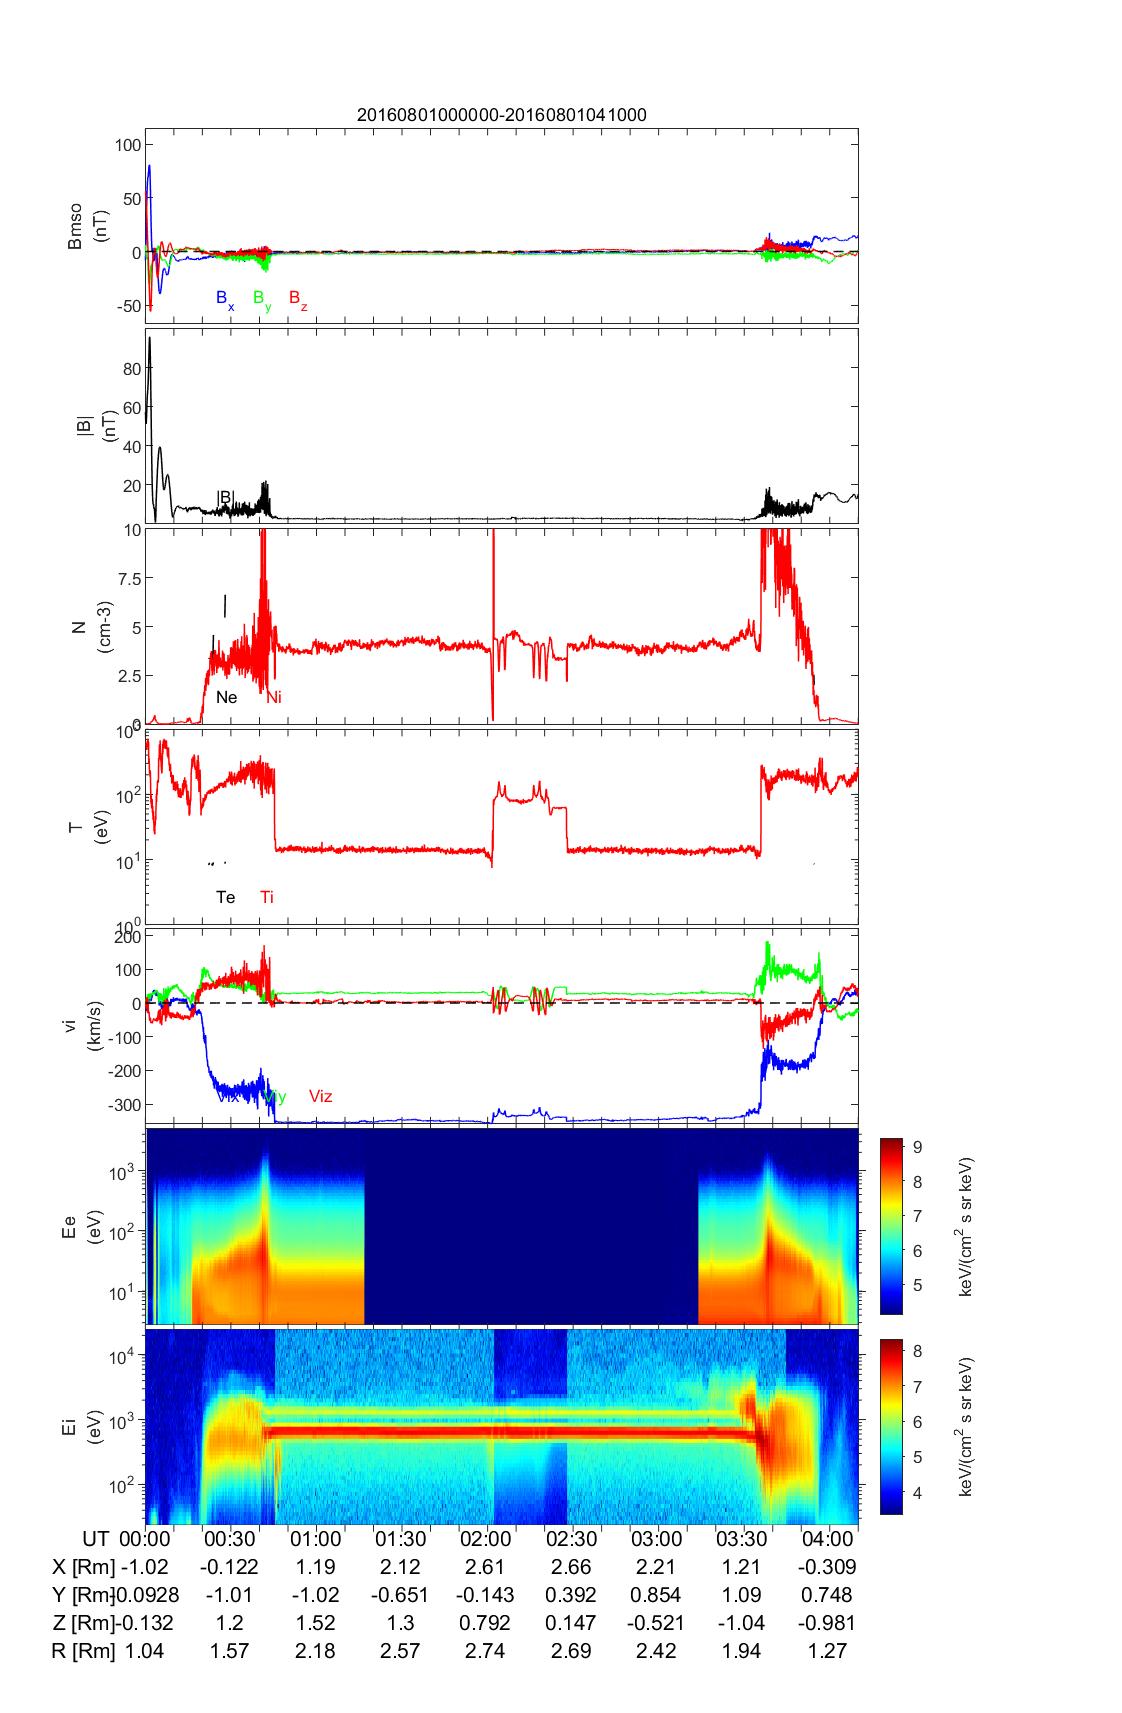 20160801000000-20160801041000
100
50
0
-50
Bmso
(nT)
Bx By Bz
80
60
40
20
|B|
(nT)
|B|
10
7.5
5
2.5
0
N
(cm-3)
Ne Ni
10^2
10^1
10^0
T
(eV)
Te Ti
200
100
0
-100
-200
-300
vi
(km/s)
Viy Viz
10^3
10^2
10^1
Ee
(eV)
9
8
7
6
5
keV/(cm^2 s sr keV)
10^4
10^3
10^2
Ei
(eV)
8
7
6
5
4
keV/(cm^2 s sr keV)
UT 00:00 00:30 01:00 01:30 02:00 02:30 03:00 03:30 04:00
X [Rm] -1.02 -0.122 1.19 2.12 2.61 2.66 2.21 1.21 -0.309
Y [Rm] -0.0928 -1.01 -1.02 -0.651 -0.143 0.392 0.854 1.09 0.748
Z [Rm] -0.132 1.2 1.52 1.3 0.792 0.147 -0.521 -1.04 -0.981
R [Rm] 1.04 1.57 2.18 2.57 2.74 2.69 2.42 1.94 1.27